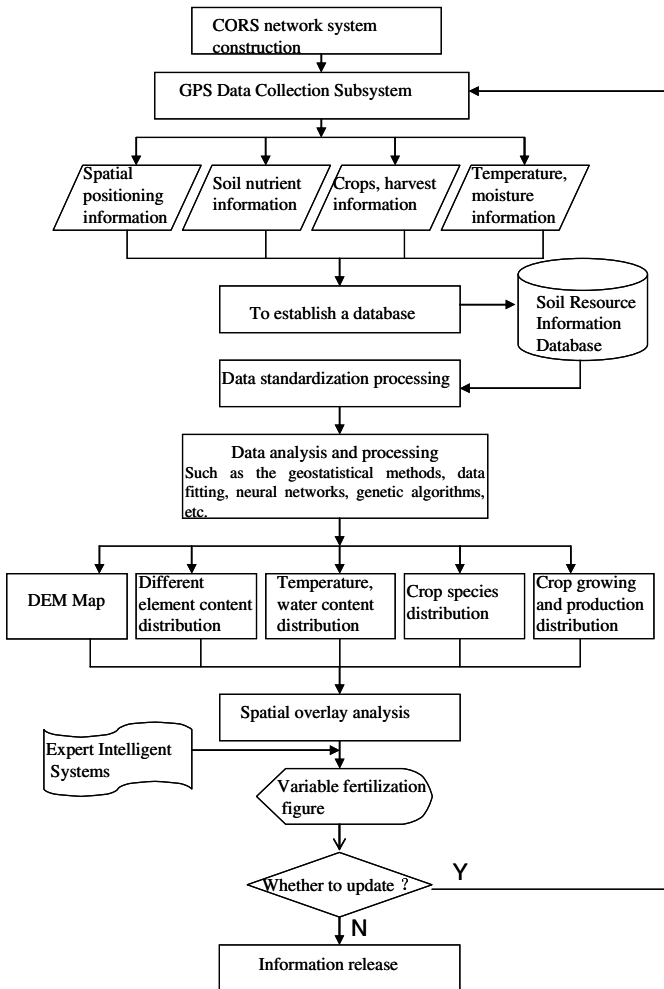 CORS network system
construction
GPS Data Collection Subsystem
Spatial
positioning
information
Soil nutrient
information
Crops, harvest
information
Temperature,
moisture
information
To establish a database
Soil Resource
Information
Database
Data standardization processing
Data analysis and processing
Such as the geostatistical methods, data
fitting, neural networks, genetic algorithms,
etc.
DEM Map
Different
element content
distribution
Temperature,
water content
distribution
Crop species
distribution
Crop growing
and production
distribution
Spatial overlay analysis
Expert Intelligent
Systems
Variable fertilization
figure
Whether to update ?
Y
N
Information release